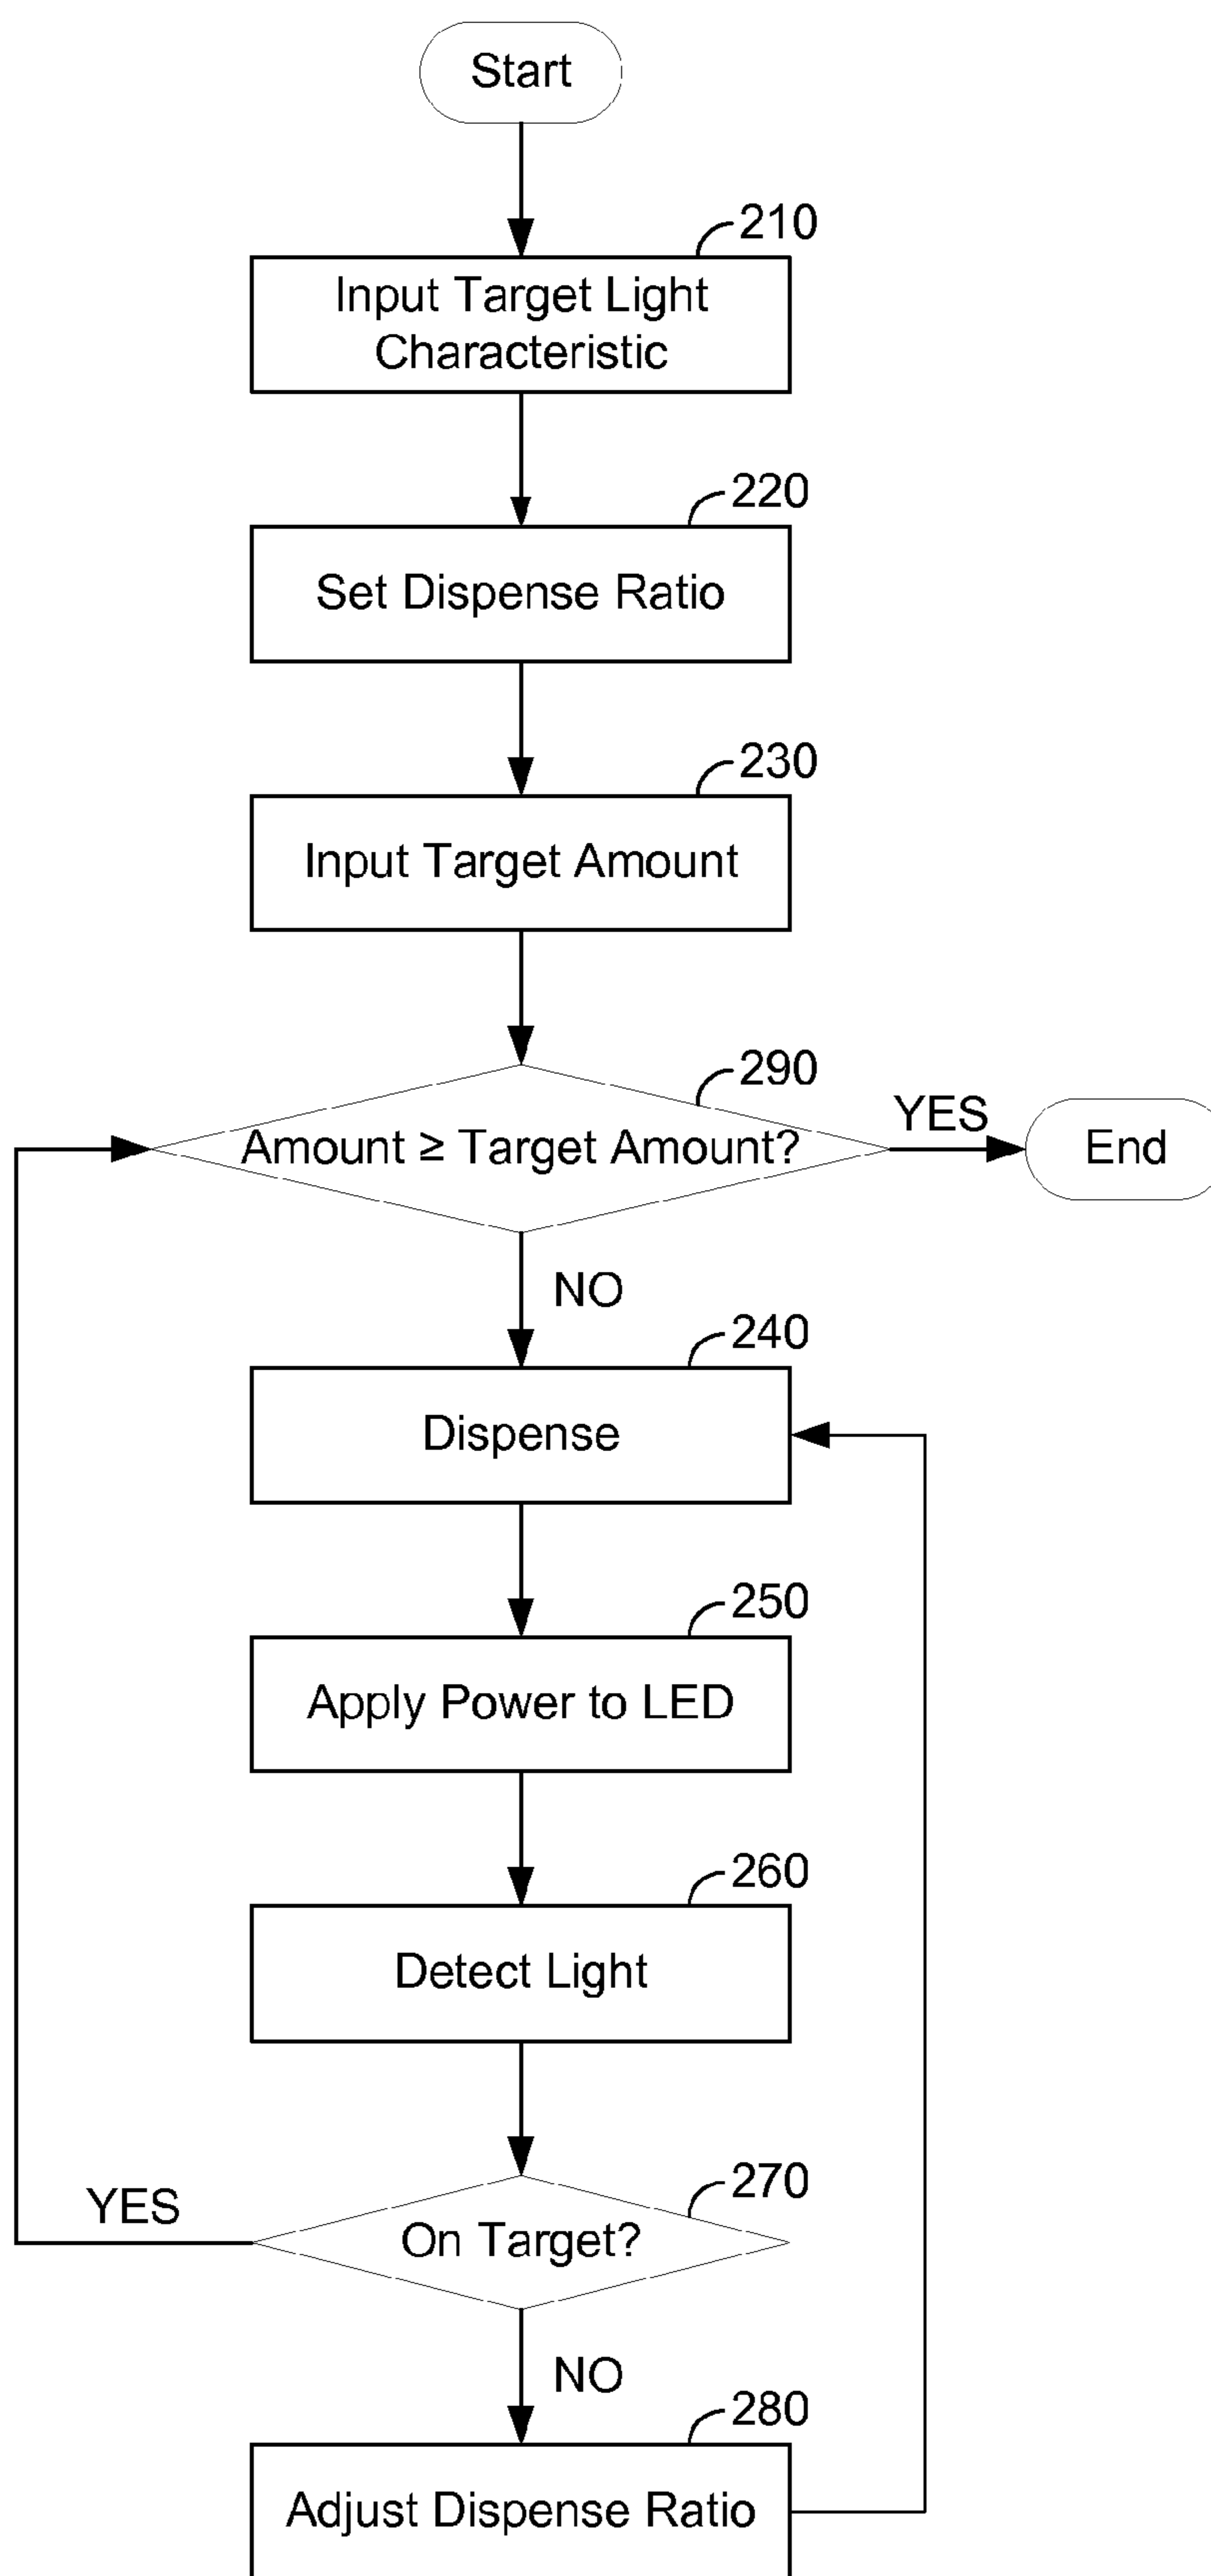 Start
210
Input Target Light
Characteristic
220
Set Dispense Ratio
230
Input Target Amount
290
Amount ≥ Target Amount?
YES
End
NO
240
Dispense
250
Apply Power to LED
260
Detect Light
270
On Target?
YES
NO
280
Adjust Dispense Ratio